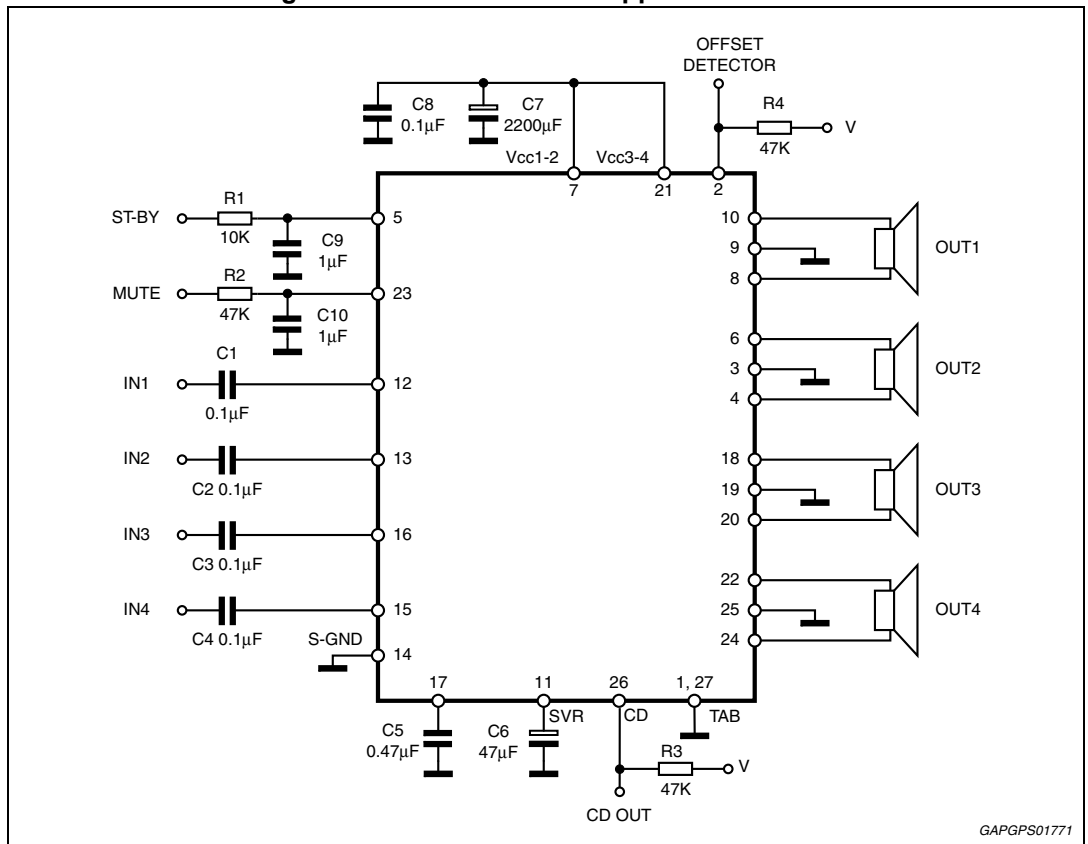 OFFSET
DETECTOR
C8
0.1µF
C7
2200µF
R4
47K
V
Vcc1-2
Vcc3-4
7
21
2
ST-BY
R1
10K
5
C9
1µF
MUTE
R2
47K
23
C10
1µF
IN1
C1
0.1µF
12
IN2
C2 0.1µF
13
IN3
C3 0.1µF
16
IN4
C4 0.1µF
15
S-GND
14
10
9
8
OUT1
6
3
4
OUT2
18
19
20
OUT3
22
25
24
OUT4
17
11
26
1, 27
SVR
CD
TAB
C5
0.47µF
C6
47µF
R3
47K
V
CD OUT
GAPGPS01771